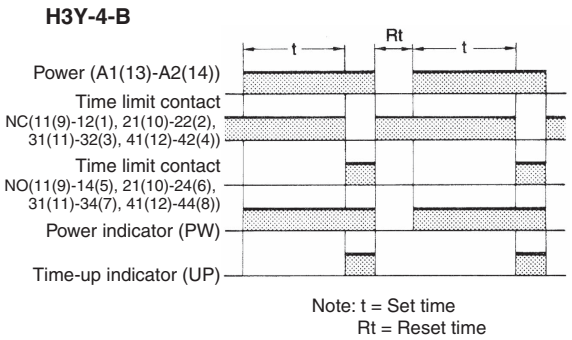 H3Y-4-B
t
Rt
t
Power (A1(13)-A2(14))
Time limit contact
NC(11(9)-12(1), 21(10)-22(2),
31(11)-32(3), 41(12)-42(4))
Time limit contact
NO(11(9)-14(5), 21(10)-24(6),
31(11)-34(7), 41(12)-44(8))
Power indicator (PW)
Time-up indicator (UP)
Note: t = Set time
Rt = Reset time